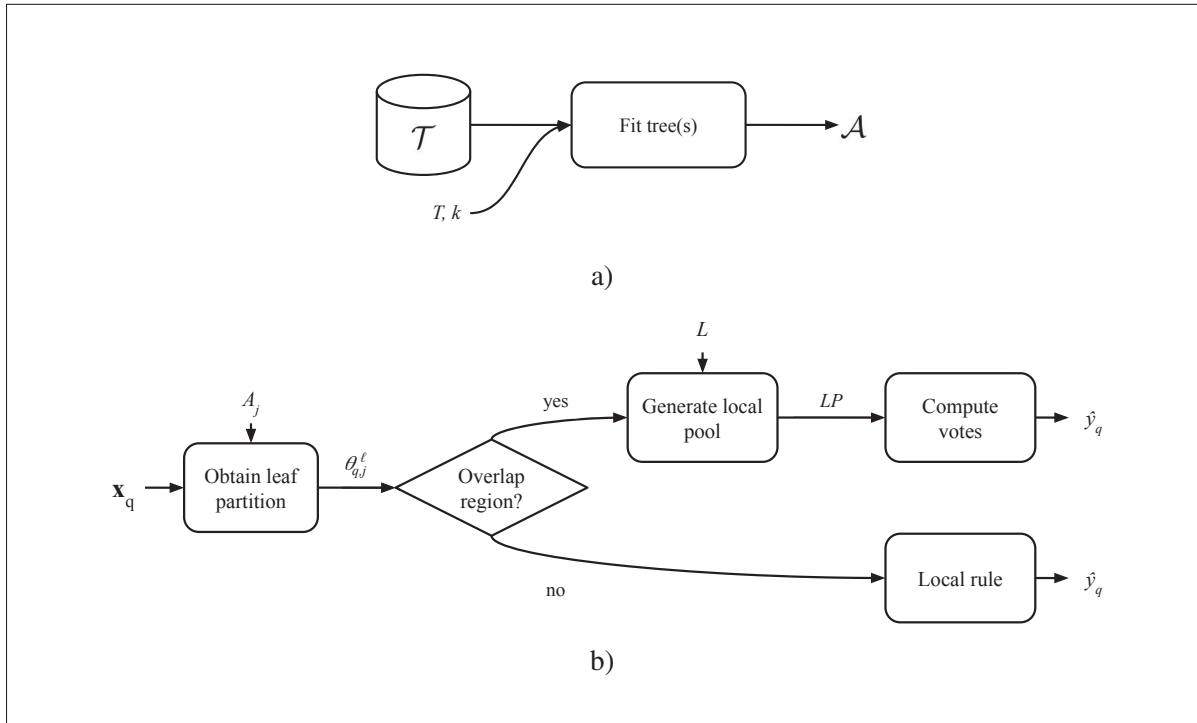 𝒯
Fit tree(s)
𝒜
T, k
a)
L
yes
Generate local
pool
LP
Compute
votes
ŷ_q
A_j
x_q
Obtain leaf
partition
θ_{q,j}^ℓ
Overlap
region?
no
Local rule
ŷ_q
b)